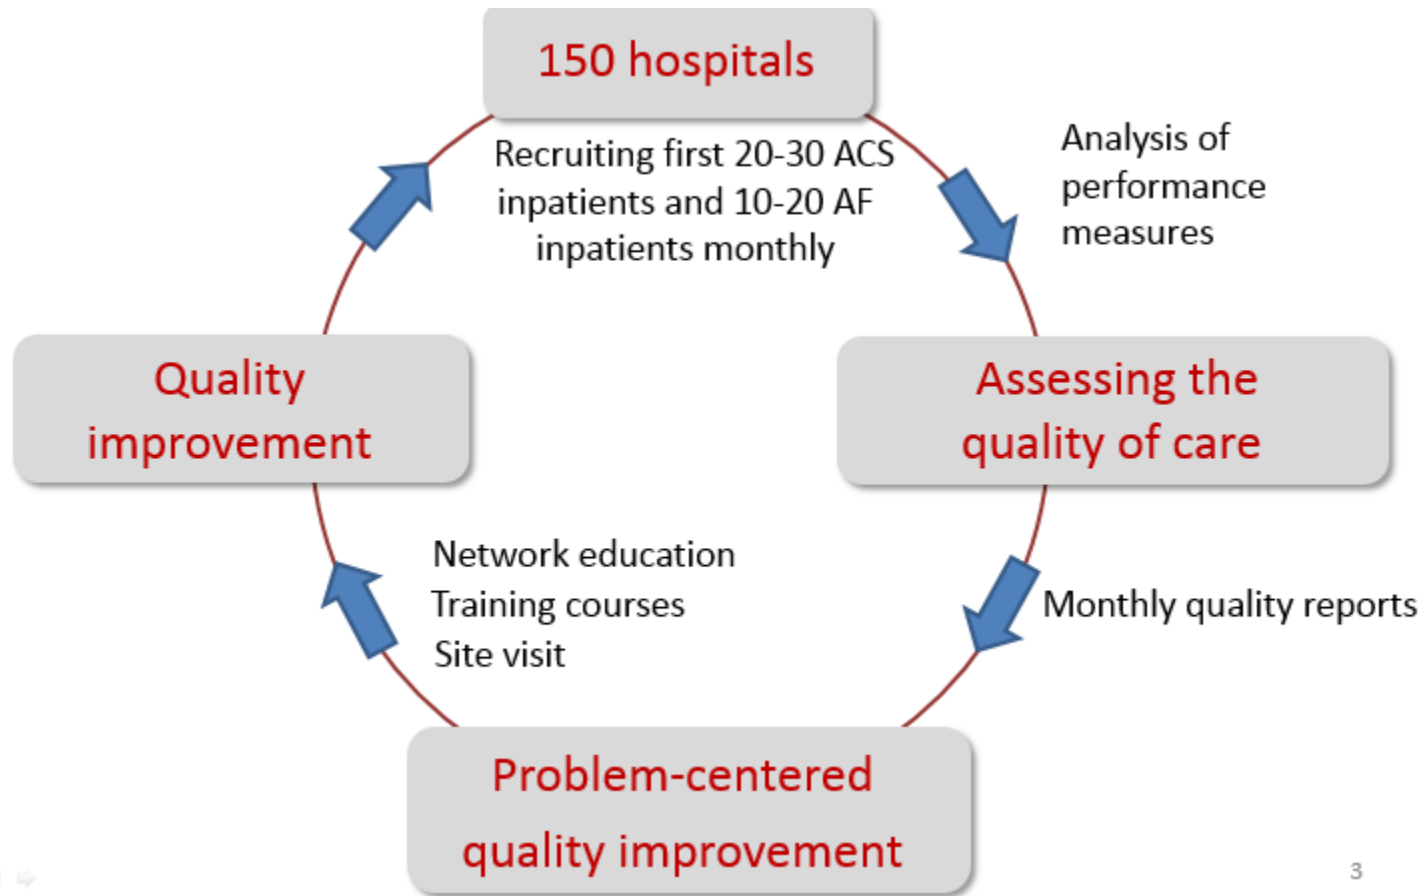 150 hospitals
Recruiting first 20-30 ACS
inpatients and 10-20 AF
inpatients monthly
Analysis of
performance
measures
Assessing the
quality of care
Monthly quality reports
Problem-centered
quality improvement
Network education
Training courses
Site visit
Quality
improvement
3